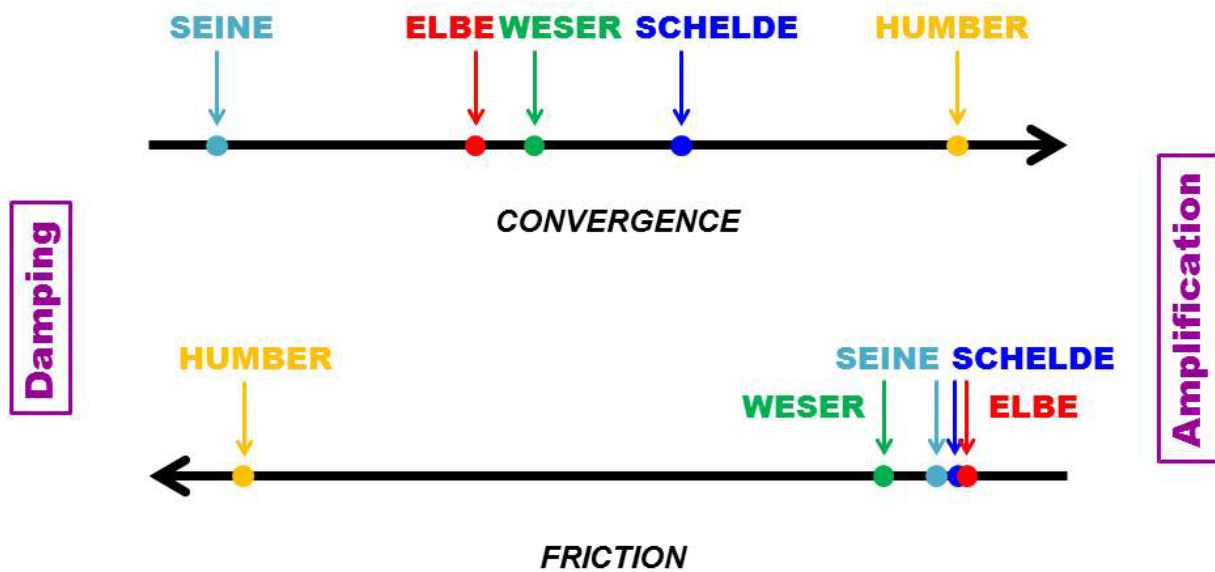 SEINE ELBE WESER SCHELDE HUMBER
CONVERGENCE
Damping
Amplification
HUMBER SEINE SCHELDE
WESER ELBE
FRICTION